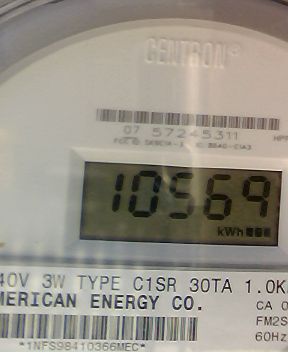 CENTRON®
07 57245311
10569
kWh
40V 3W TYPE C1SR 30TA 1.0K
MERICAN ENERGY CO.
CA 0
FM2S
60Hz
*1NFS98410366MEC*